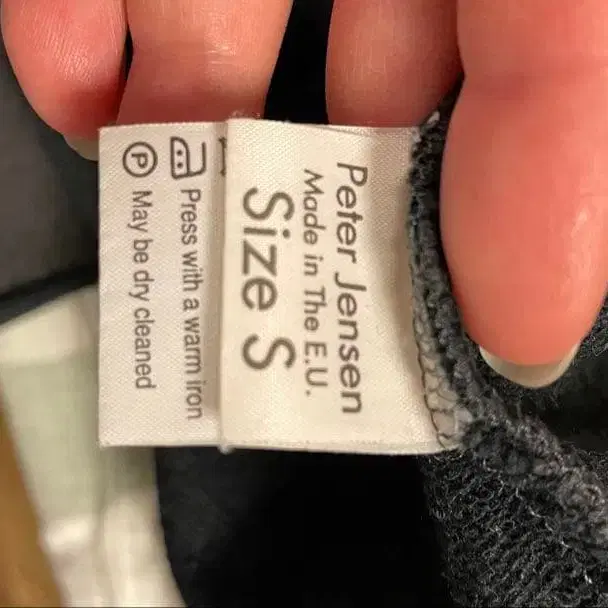 Peter Jensen
Made in The E.U.
Size S
Press with a warm iron
P May be dry cleaned